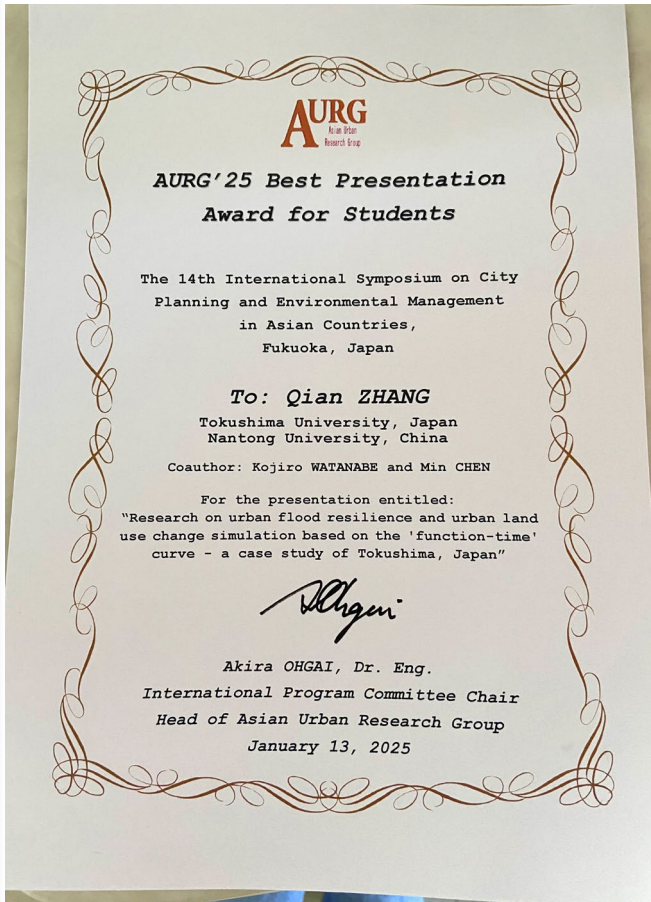 AURG
Asian Urban
Research Group
AURG'25 Best Presentation
Award for Students
The 14th International Symposium on City
Planning and Environmental Management
in Asian Countries,
Fukuoka, Japan
To: Qian ZHANG
Tokushima University, Japan
Nantong University, China
Coauthor: Kojiro WATANABE and Min CHEN
For the presentation entitled:
“Research on urban flood resilience and urban land
use change simulation based on the 'function-time'
curve - a case study of Tokushima, Japan”
AOhgai
Akira OHGAI, Dr. Eng.
International Program Committee Chair
Head of Asian Urban Research Group
January 13, 2025